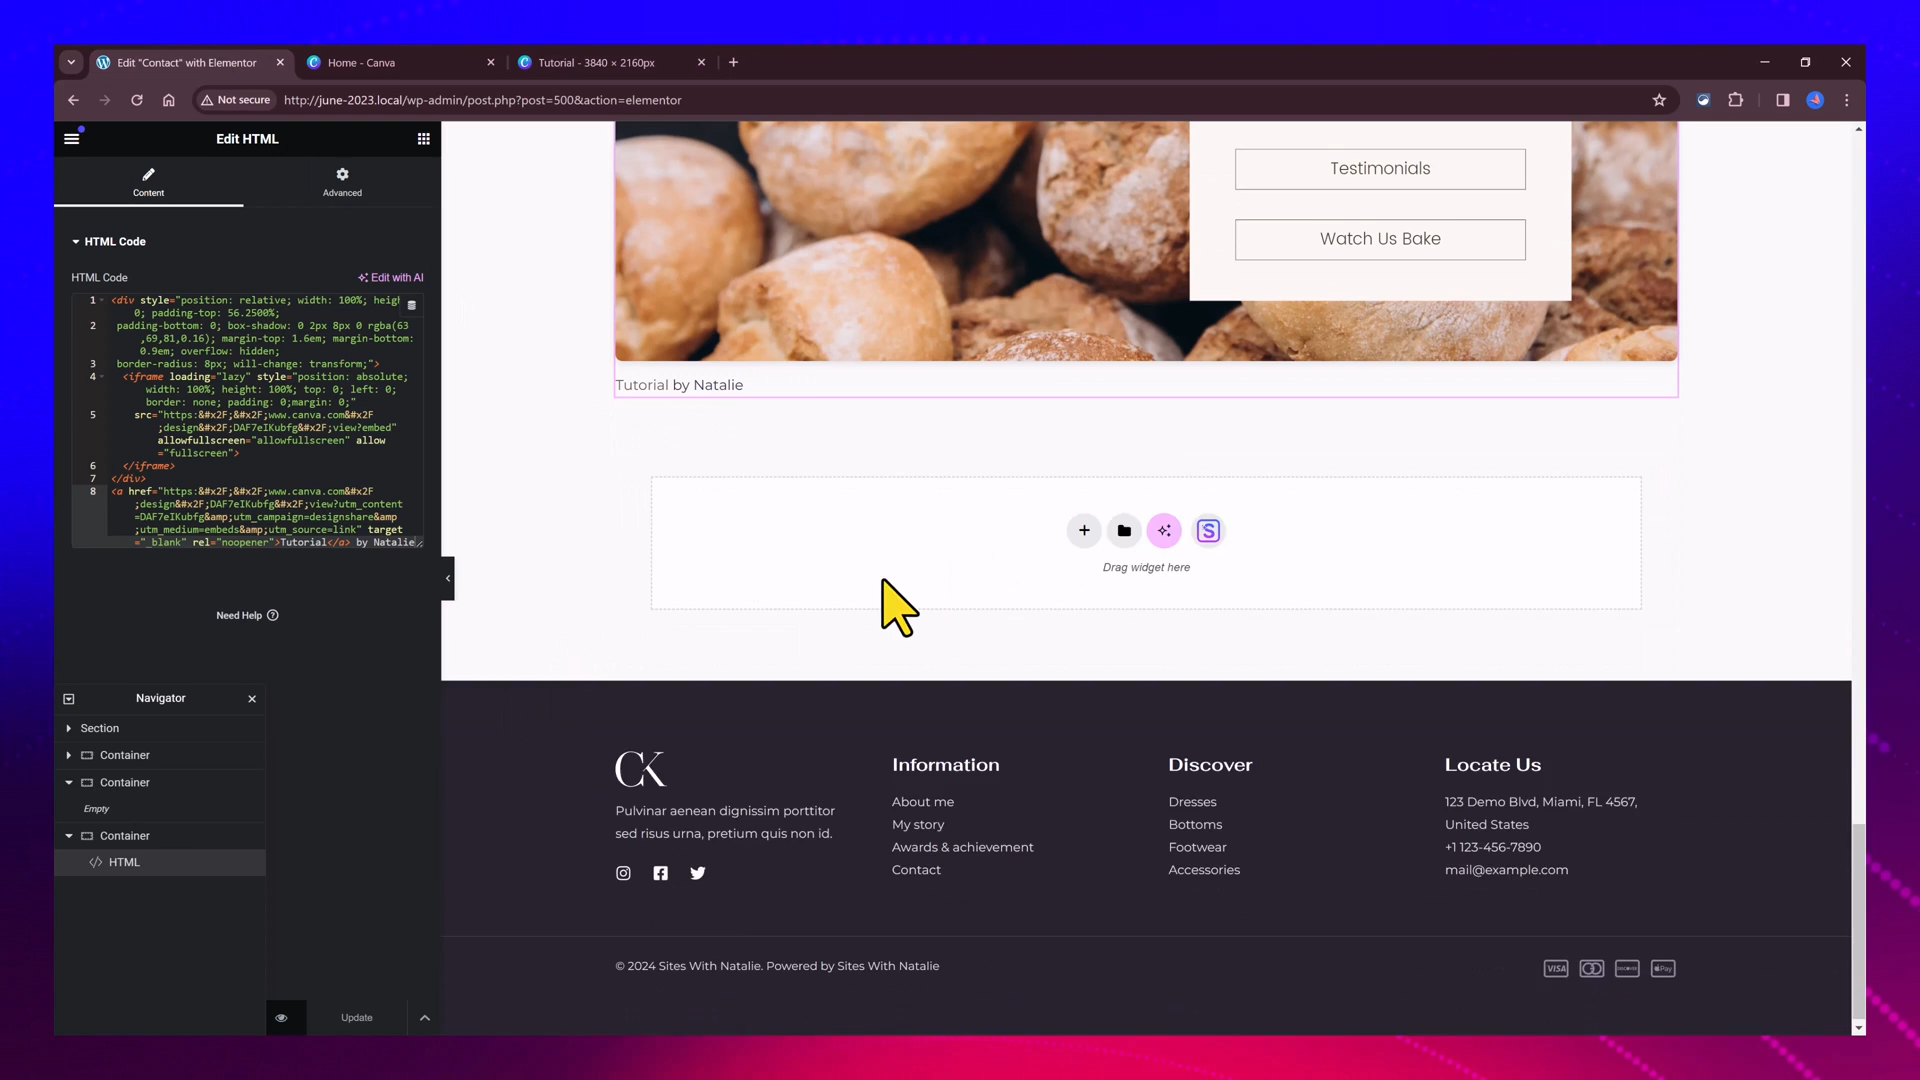 Edit "Contact" with Elementor
Home - Canva
Tutorial - 3840 × 2160px
Not secure
http://june-2023.local/wp-admin/post.php?post=500&action=elementor
Edit HTML
Content
Advanced
HTML Code
HTML Code
Edit with AI
1 <div style="position: relative; width: 100%; heigh
0; padding-top: 56.2500%;
2 padding-bottom: 0; box-shadow: 0 2px 8px 0 rgba(63
,69,81,0.16); margin-top: 1.6em; margin-bottom:
0.9em; overflow: hidden;
3 border-radius: 8px; will-change: transform;">
4 <iframe loading="lazy" style="position: absolute;
width: 100%; height: 100%; top: 0; left: 0;
border: none; padding: 0;margin: 0;"
5 src="https:&#x2F;&#x2F;www.canva.com&#x2F
;design&#x2F;DAF7eIKubfg&#x2F;view?embed"
allowfullscreen="allowfullscreen" allow
="fullscreen">
6 </iframe>
7 </div>
8 <a href="https:&#x2F;&#x2F;www.canva.com&#x2F
;design&#x2F;DAF7eIKubfg&#x2F;view?utm_content
=DAF7eIKubfg&amp;utm_campaign=designshare&amp
;utm_medium=embeds&amp;utm_source=link" target
="_blank" rel="noopener">Tutorial</a> by Natalie
Need Help
Navigator
Section
Container
Container
Empty
Container
HTML
Update
Testimonials
Watch Us Bake
Tutorial by Natalie
S
Drag widget here
CK
Pulvinar aenean dignissim porttitor
sed risus urna, pretium quis non id.
Information
About me
My story
Awards & achievement
Contact
Discover
Dresses
Bottoms
Footwear
Accessories
Locate Us
123 Demo Blvd, Miami, FL 4567,
United States
+1 123-456-7890
mail@example.com
© 2024 Sites With Natalie. Powered by Sites With Natalie
VISA
DISCOVER
Pay